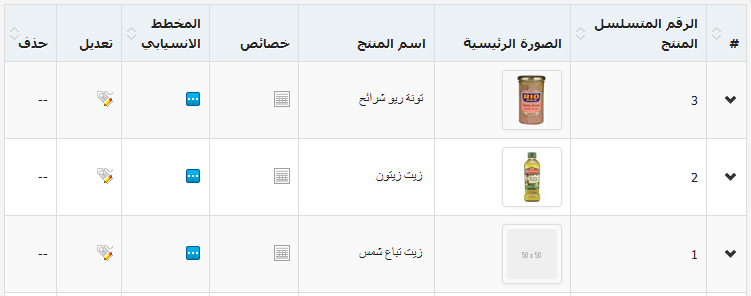 #
الرقم المتسلسل
المنتج
الصورة الرئيسية
اسم المنتج
خصائص
المخطط
الانسيابي
تعديل
حذف
3
RIO
تونة ريو شرائح
--
2
زيت زيتون
--
1
50 x 50
زيت تباع شمس
--